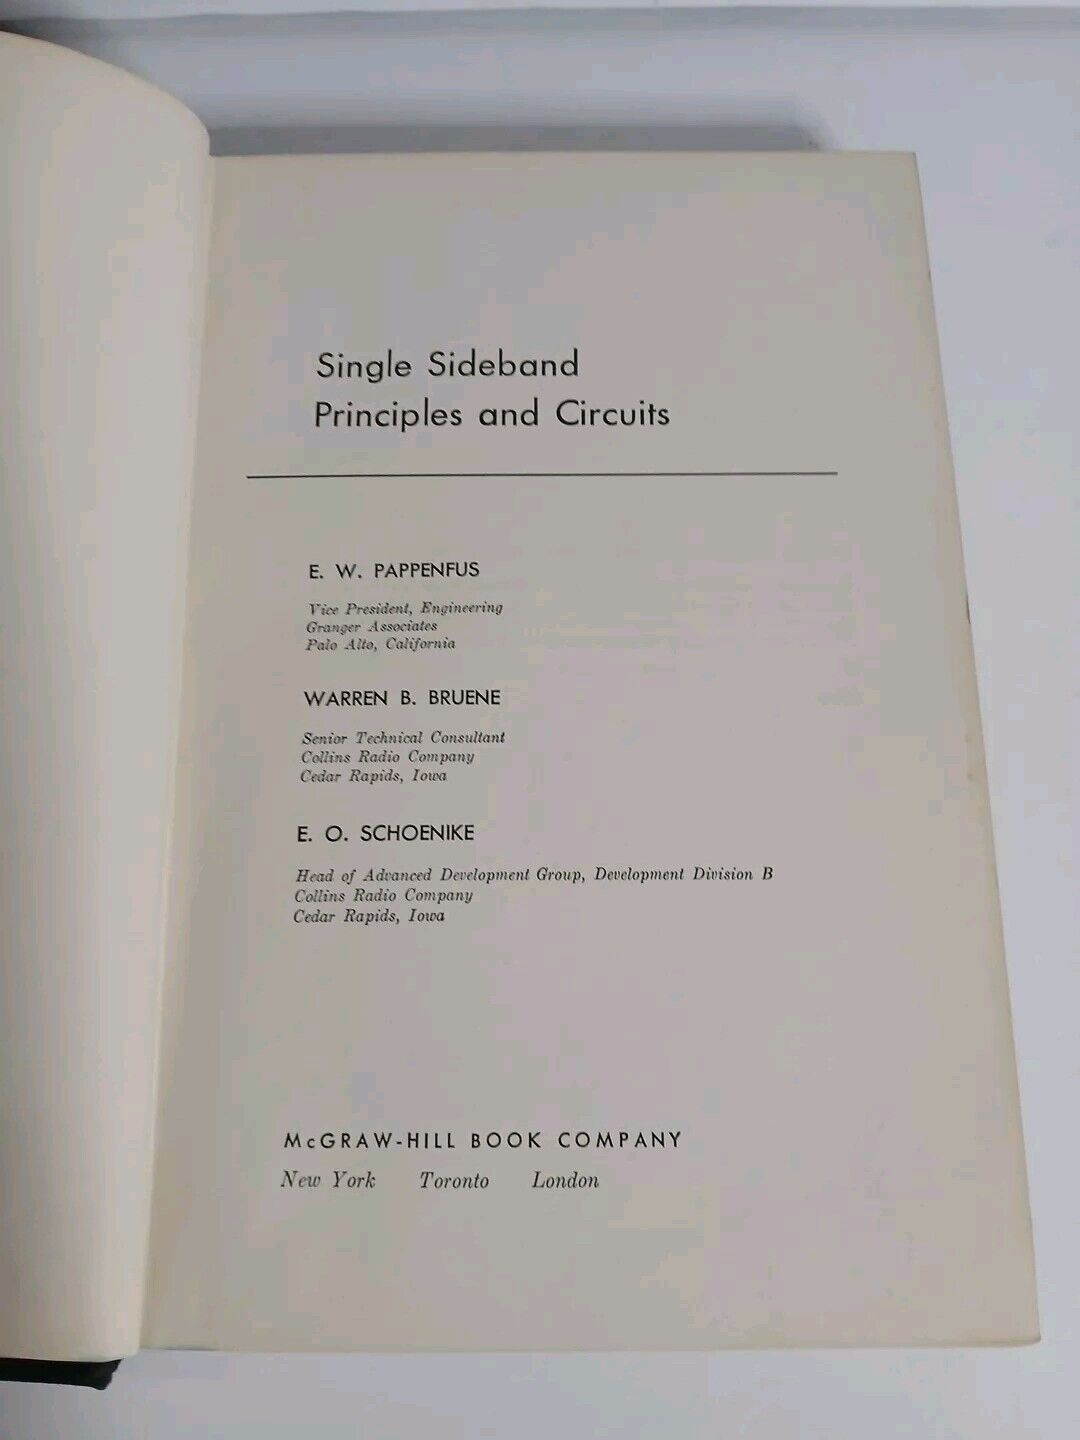 Single Sideband
Principles and Circuits
E. W. PAPPENFUS
Vice President, Engineering
Granger Associates
Palo Alto, California
WARREN B. BRUENE
Senior Technical Consultant
Collins Radio Company
Cedar Rapids, Iowa
E. O. SCHOENIKE
Head of Advanced Development Group, Development Division B
Collins Radio Company
Cedar Rapids, Iowa
McGRAW-HILL BOOK COMPANY
New York Toronto London